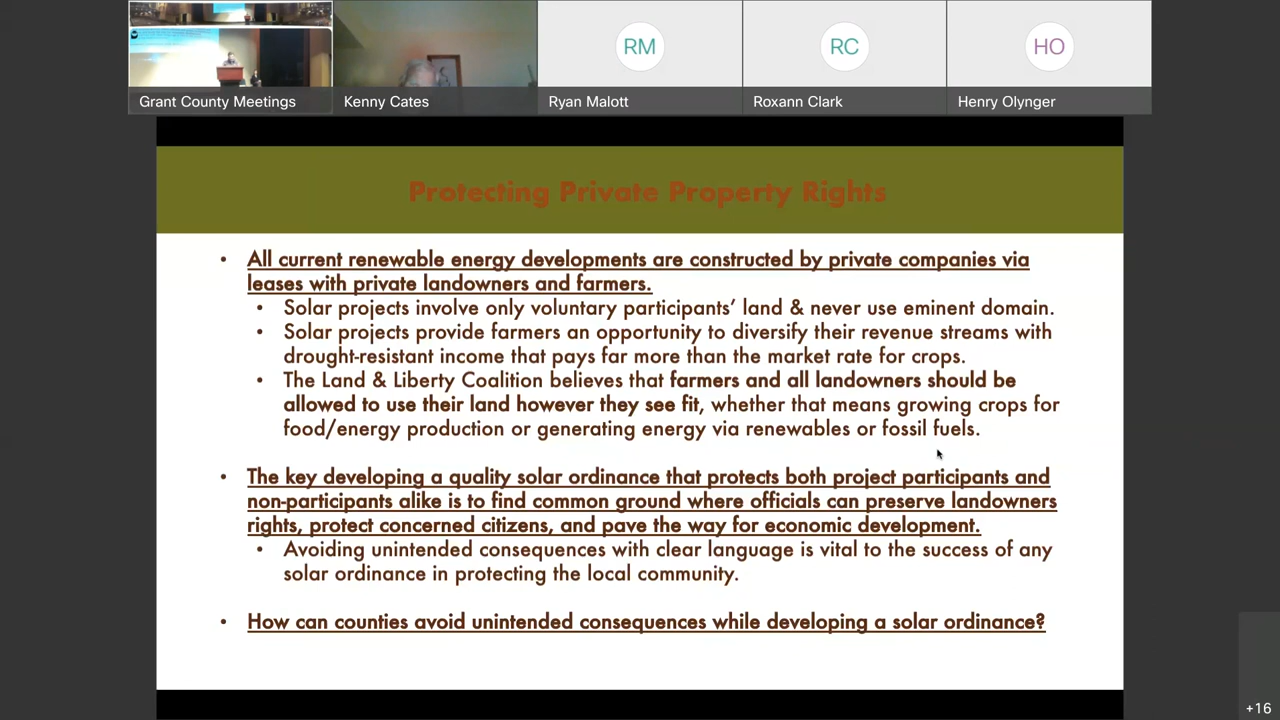 Grant County Meetings
Kenny Cates
RM
Ryan Malott
RC
Roxann Clark
HO
Henry Olynger
Protecting Private Property Rights
• All current renewable energy developments are constructed by private companies via
leases with private landowners and farmers.
• Solar projects involve only voluntary participants’ land & never use eminent domain.
• Solar projects provide farmers an opportunity to diversify their revenue streams with
drought-resistant income that pays far more than the market rate for crops.
• The Land & Liberty Coalition believes that farmers and all landowners should be
allowed to use their land however they see fit, whether that means growing crops for
food/energy production or generating energy via renewables or fossil fuels.
• The key developing a quality solar ordinance that protects both project participants and
non-participants alike is to find common ground where officials can preserve landowners
rights, protect concerned citizens, and pave the way for economic development.
• Avoiding unintended consequences with clear language is vital to the success of any
solar ordinance in protecting the local community.
• How can counties avoid unintended consequences while developing a solar ordinance?
+16